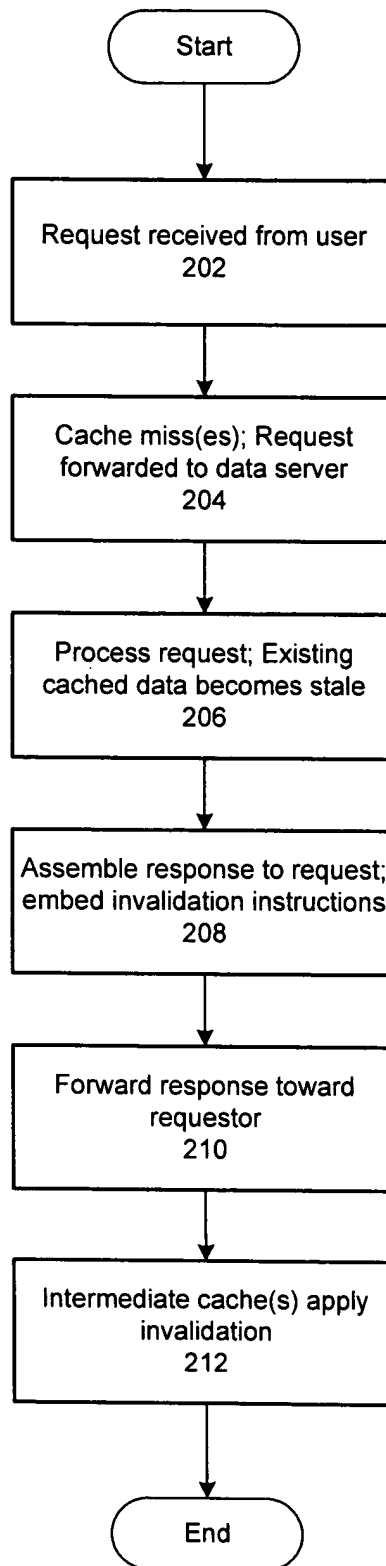 Start
Request received from user
202
Cache miss(es); Request
forwarded to data server
204
Process request; Existing
cached data becomes stale
206
Assemble response to request;
embed invalidation instructions
208
Forward response toward
requestor
210
Intermediate cache(s) apply
invalidation
212
End